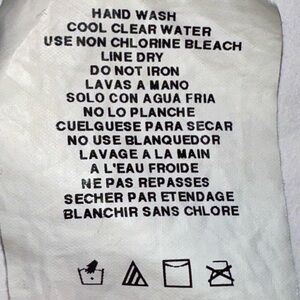 HAND WASH
COOL CLEAR WATER
USE NON CHLORINE BLEACH
LINE DRY
DO NOT IRON
LAVAS A MANO
SOLO CON AGUA FRIA
NO LO PLANCHE
CUELGUESE PARA SECAR
NO USE BLANQUEDOR
LAVAGE A LA MAIN
A L'EAU FROIDE
NE PAS REPASSES
SECHER PAR ETENDAGE
BLANCHIR SANS CHLORE